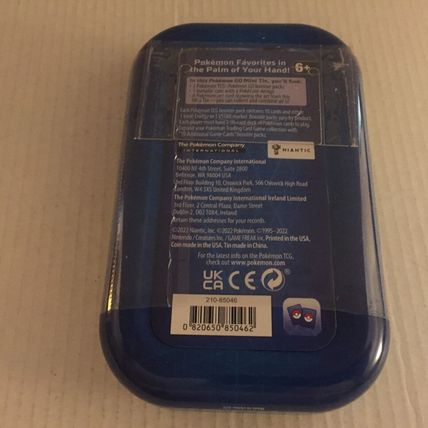 Pokémon Favorites in
the Palm of Your Hand!
6+
In this Pokémon GO Mini Tin, you'll find:
The Pokémon Company
INTERNATIONAL
NIANTIC
The Pokémon Company International
10400 NE 4th Street, Suite 2800
Bellevue, WA 98004 USA
3rd Floor Building 10, Chiswick Park, 566 Chiswick High Road
London, W4 5XS United Kingdom
The Pokémon Company International Ireland Limited
3rd Floor, 2 Central Plaza, Dame Street
Dublin 2, D02 T0X4, Ireland
Retain these addresses for your records.
©2022 Niantic, Inc. ©2022 Pokémon. ©1995–2022
Nintendo / Creatures Inc. / GAME FREAK inc. Printed in the USA.
Coin made in the USA. Tin made in China.
For the latest info on the Pokémon TCG,
check out www.pokemon.com
UK
CA
CE
0-3
210-85046
0 820650 850462